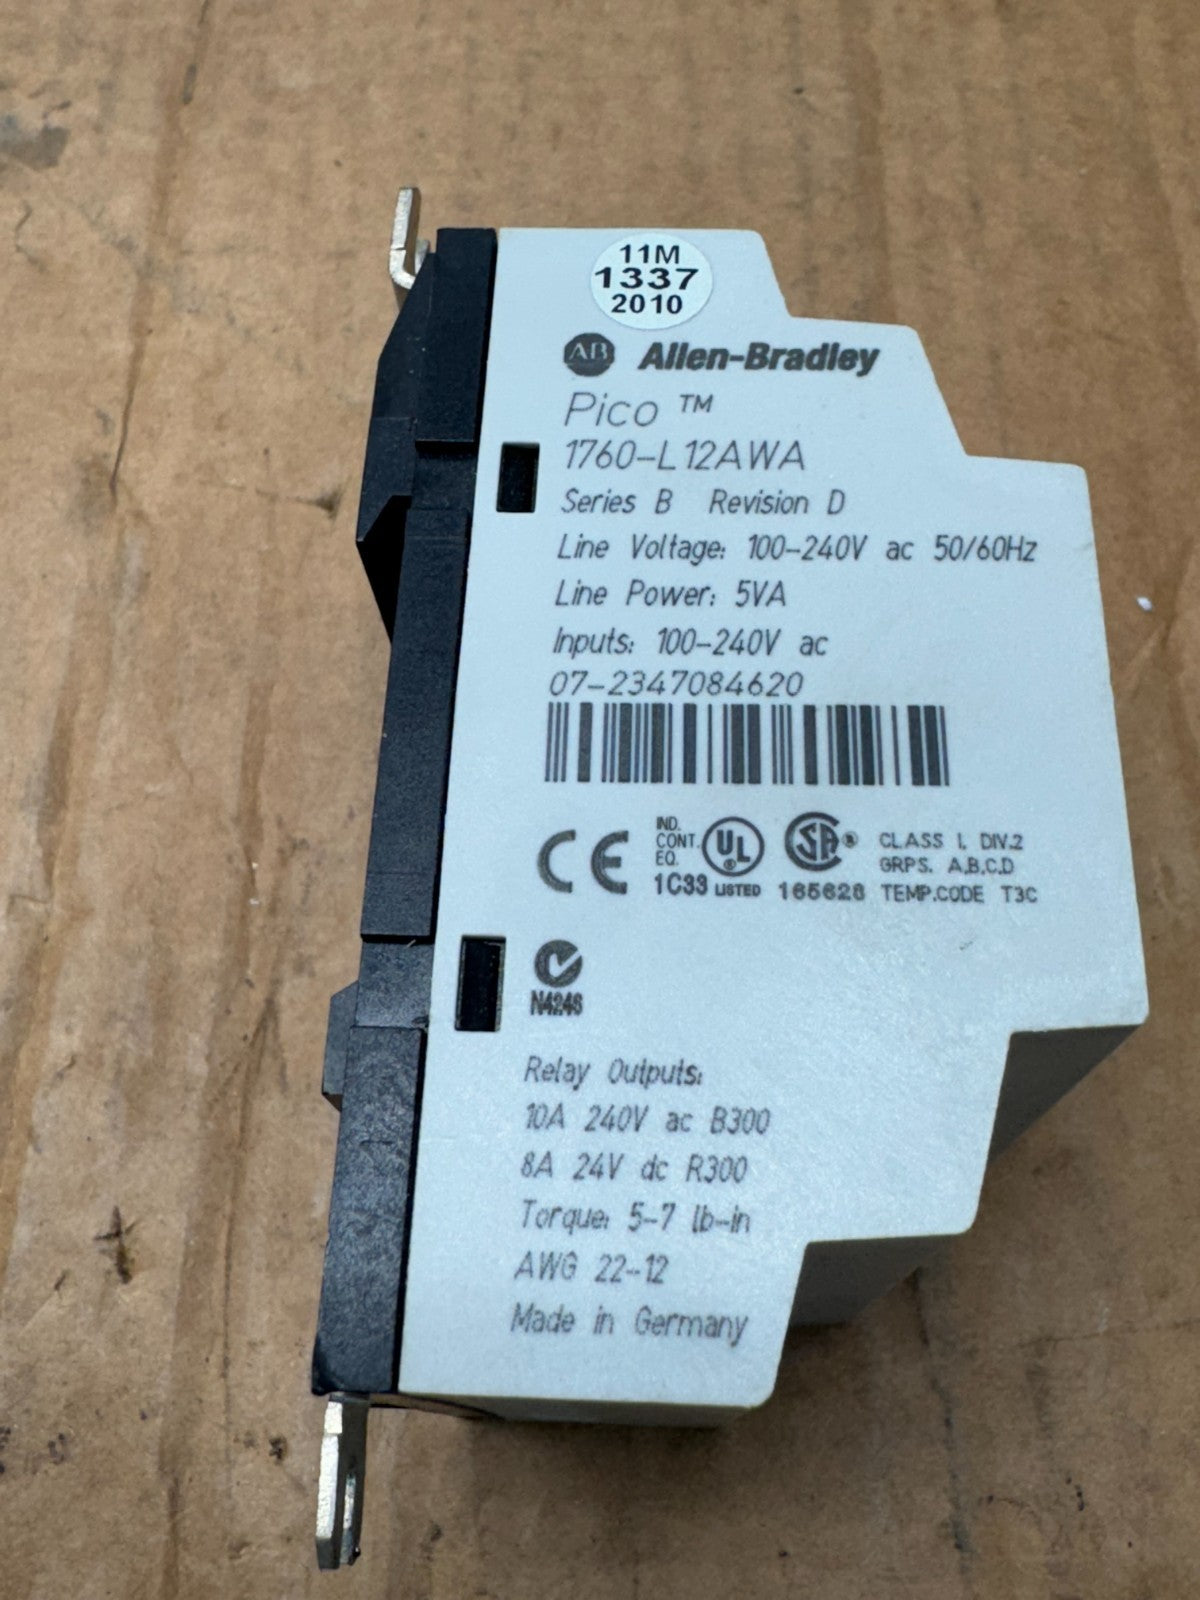 11M
1337
2010
AB Allen-Bradley
Pico ™
1760-L12AWA
Series B Revision D
Line Voltage: 100-240V ac 50/60Hz
Line Power: 5VA
Inputs: 100-240V ac
07-2347084620
CE
IND.
CONT.
EQ.
1C33
UL ®
LISTED
SA ®
165628
CLASS I, DIV.2
GRPS. A,B,C,D
TEMP.CODE T3C
N4246
Relay Outputs:
10A 240V ac B300
8A 24V dc R300
Torque: 5-7 lb-in
AWG 22-12
Made in Germany